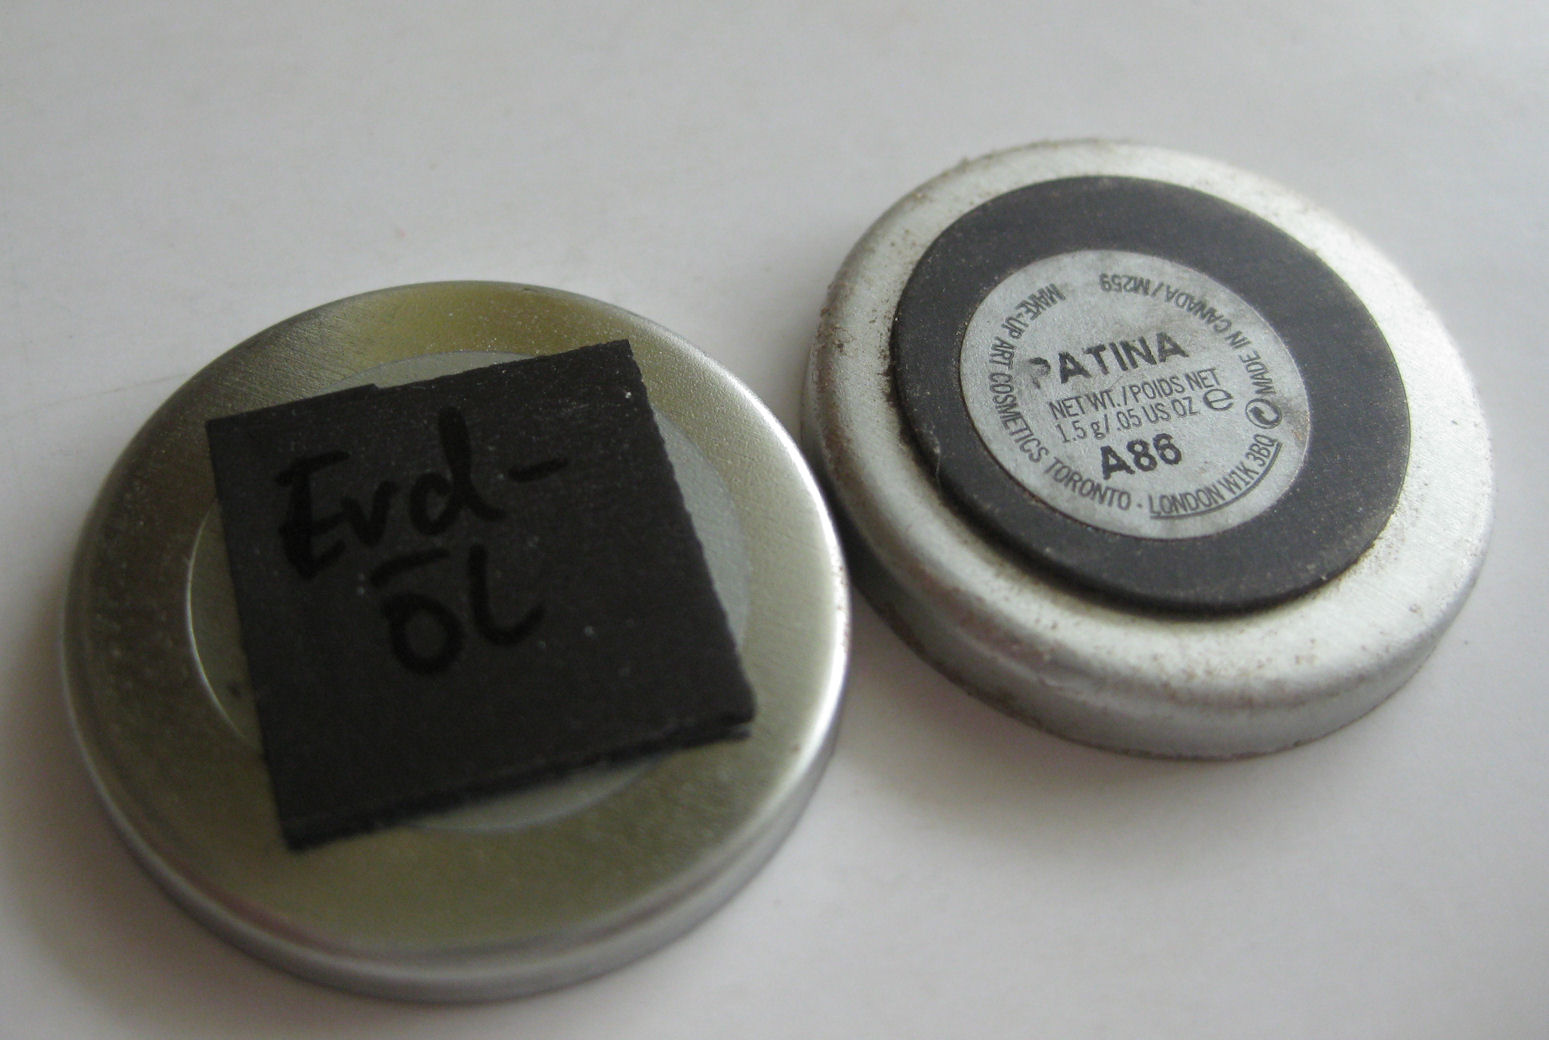 Erd-
öl
PATINA
NET WT./POIDS NET
1.5 g/.05 US OZ ℮
A86
MAKE-UP ART COSMETICS TORONTO · LONDON W1K 3BQ
MADE IN CANADA / M259